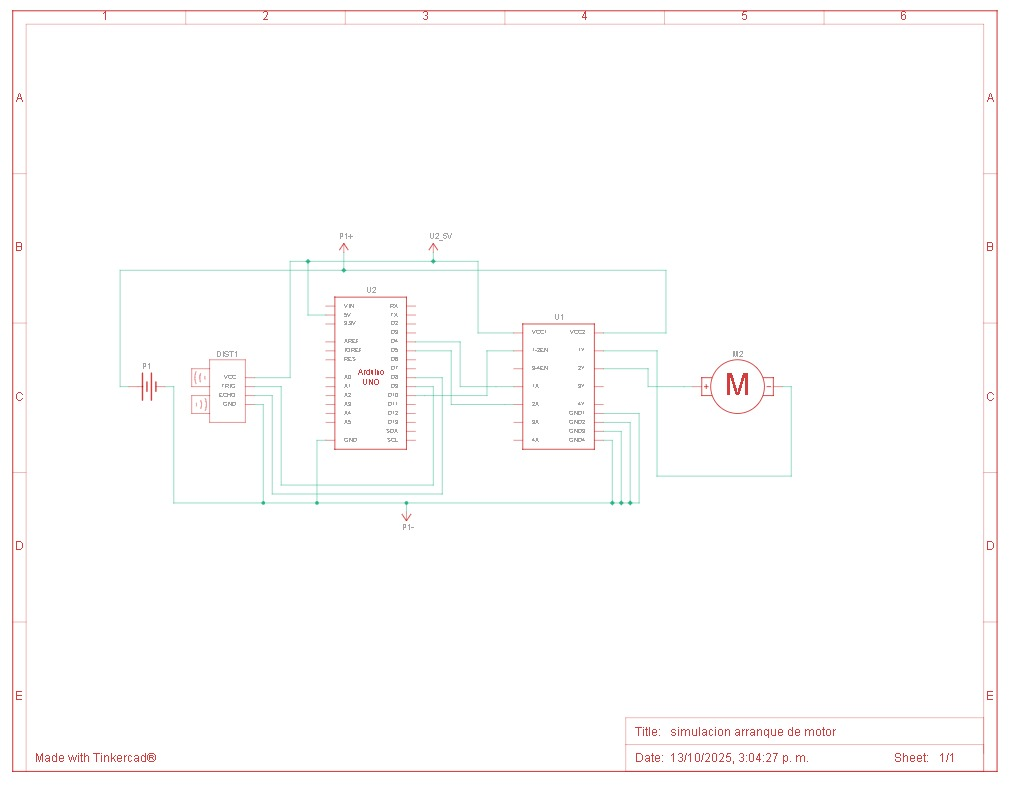 1 2 3 4 5 6
A A
P1+ U2_5V
B B
U2
VIN RX
5V TX
3.3V D2
D3
AREF D4
IOREF D5
RES D6
D7
A0 D8
A1 D9
A2 D10
A3 D11
A4 D12
A5 D13
SDA
GND SCL
Arduino
UNO
U1
VCC1 VCC2
1-2EN 1Y
3-4EN 2Y
1A 3Y
2A 4Y
GND1
3A GND2
GND3
4A GND4
DIST1
VCC
TRIG
ECHO
GND
P1
M2
+ M -
C C
P1-
D D
E E
Title: simulacion arranque de motor
Made with Tinkercad® Date: 13/10/2025, 3:04:27 p. m. Sheet: 1/1